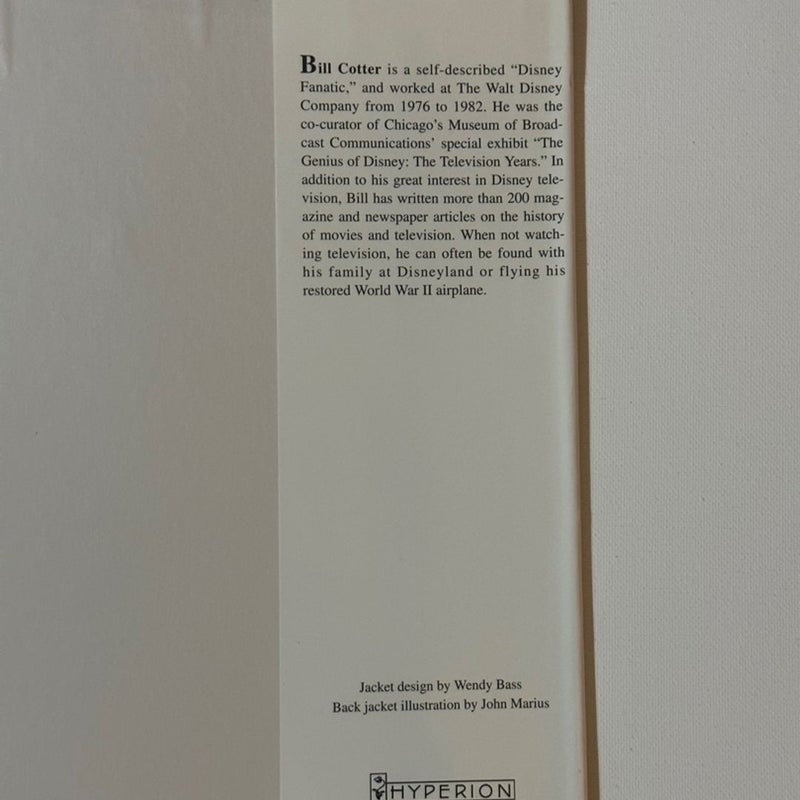 Bill Cotter is a self-described “Disney
Fanatic,” and worked at The Walt Disney
Company from 1976 to 1982. He was the
co-curator of Chicago’s Museum of Broad-
cast Communications’ special exhibit “The
Genius of Disney: The Television Years.” In
addition to his great interest in Disney tele-
vision, Bill has written more than 200 mag-
azine and newspaper articles on the history
of movies and television. When not watch-
ing television, he can often be found with
his family at Disneyland or flying his
restored World War II airplane.
Jacket design by Wendy Bass
Back jacket illustration by John Marius
HYPERION